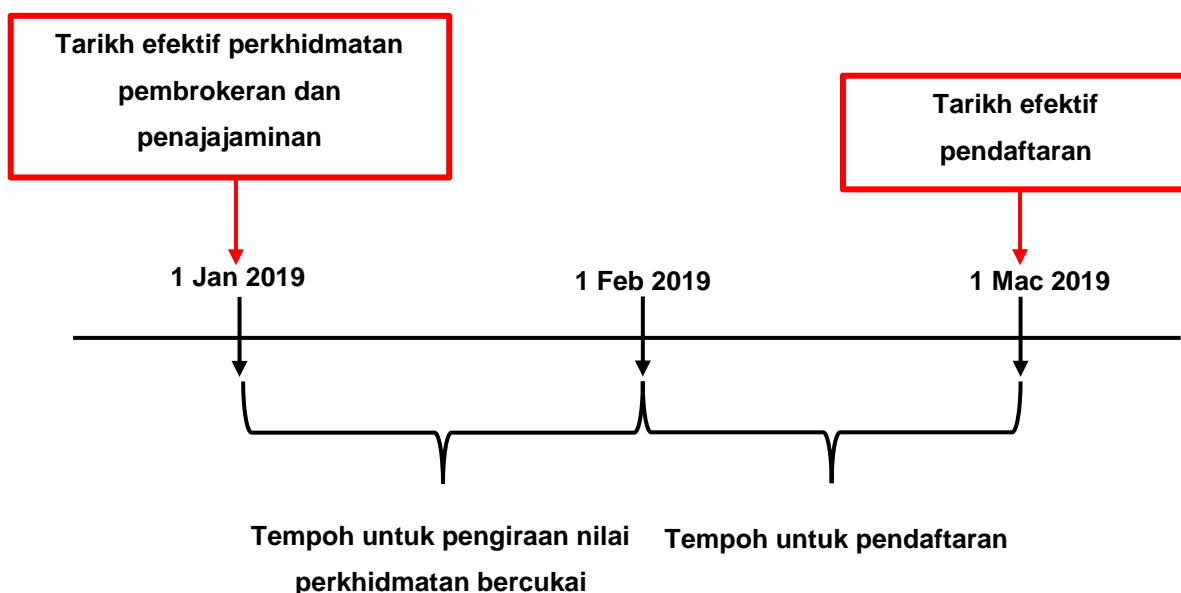 Tarikh efektif perkhidmatan
pembrokeran dan
penajajaminan
Tarikh efektif
pendaftaran
1 Jan 2019
1 Feb 2019
1 Mac 2019
Tempoh untuk pengiraan nilai
perkhidmatan bercukai
Tempoh untuk pendaftaran